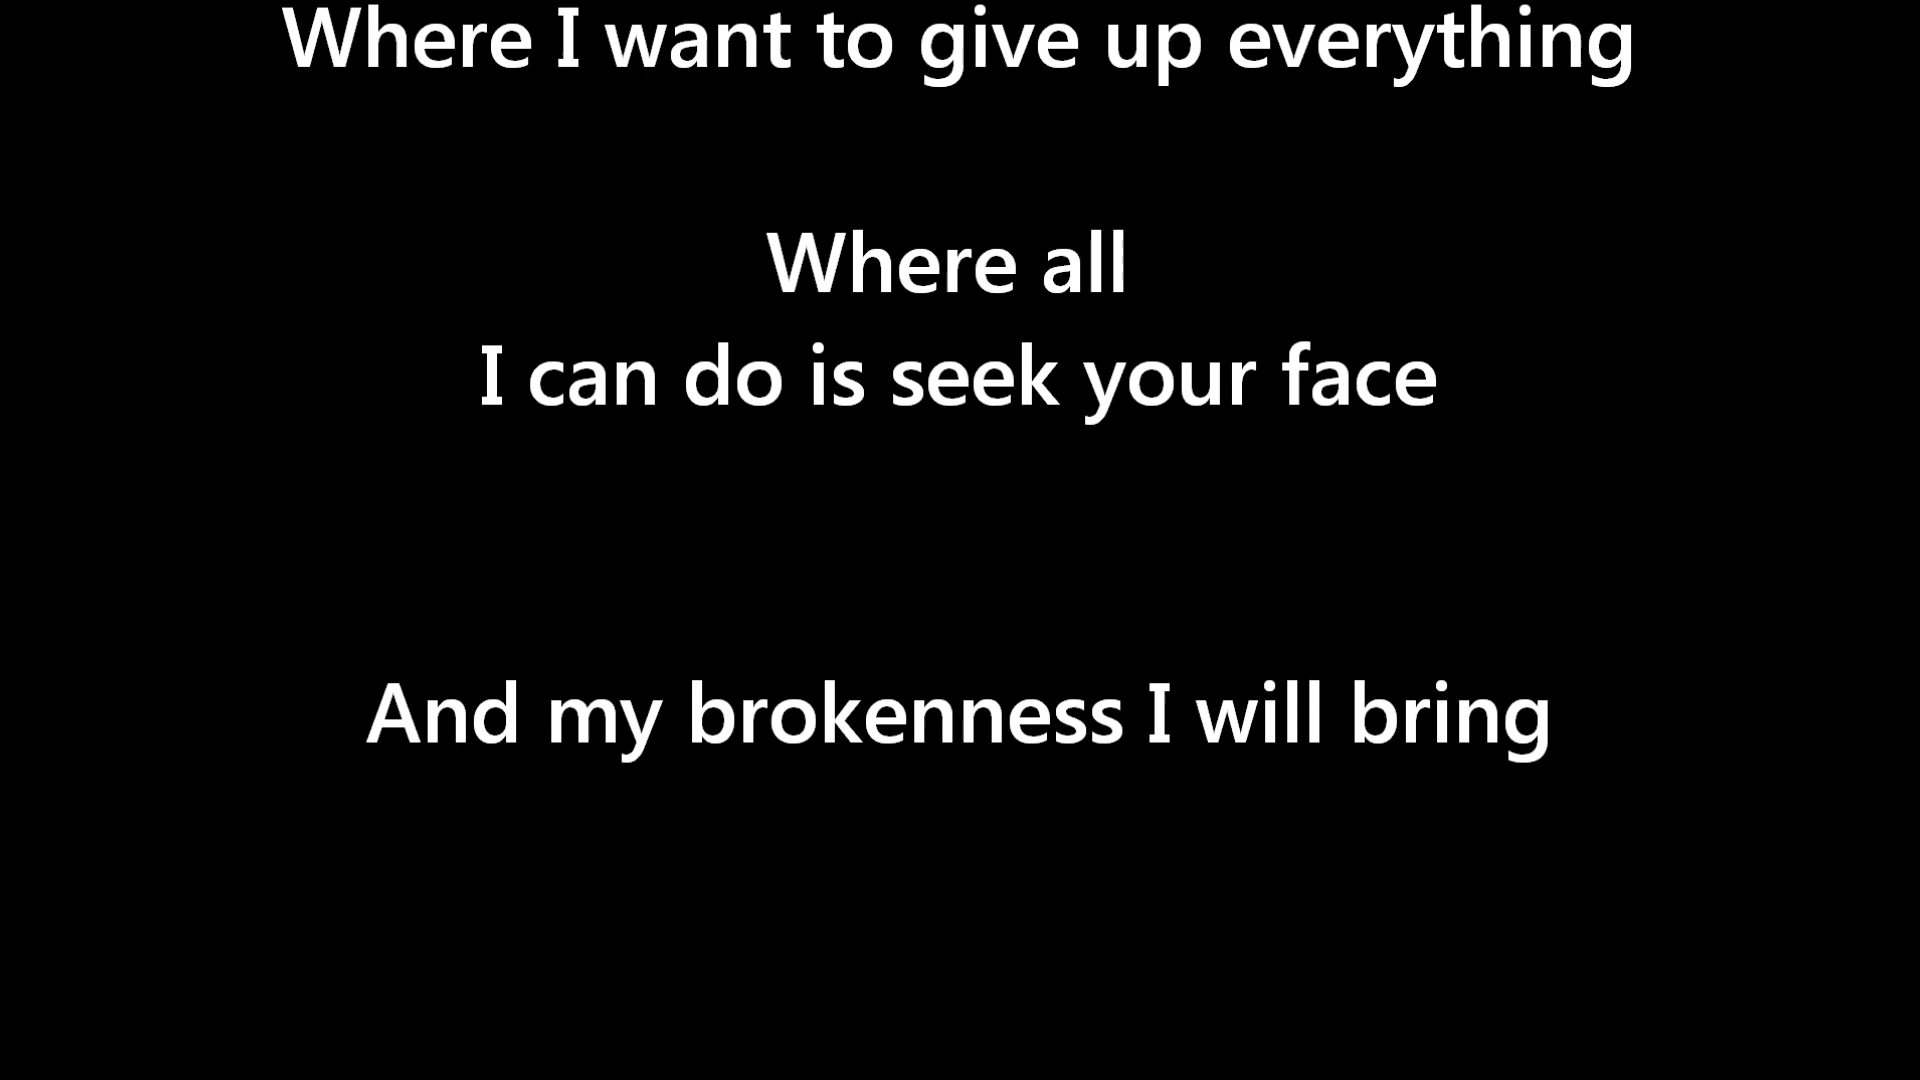 Where I want to give up everything
Where all
I can do is seek your face
And my brokenness I will bring